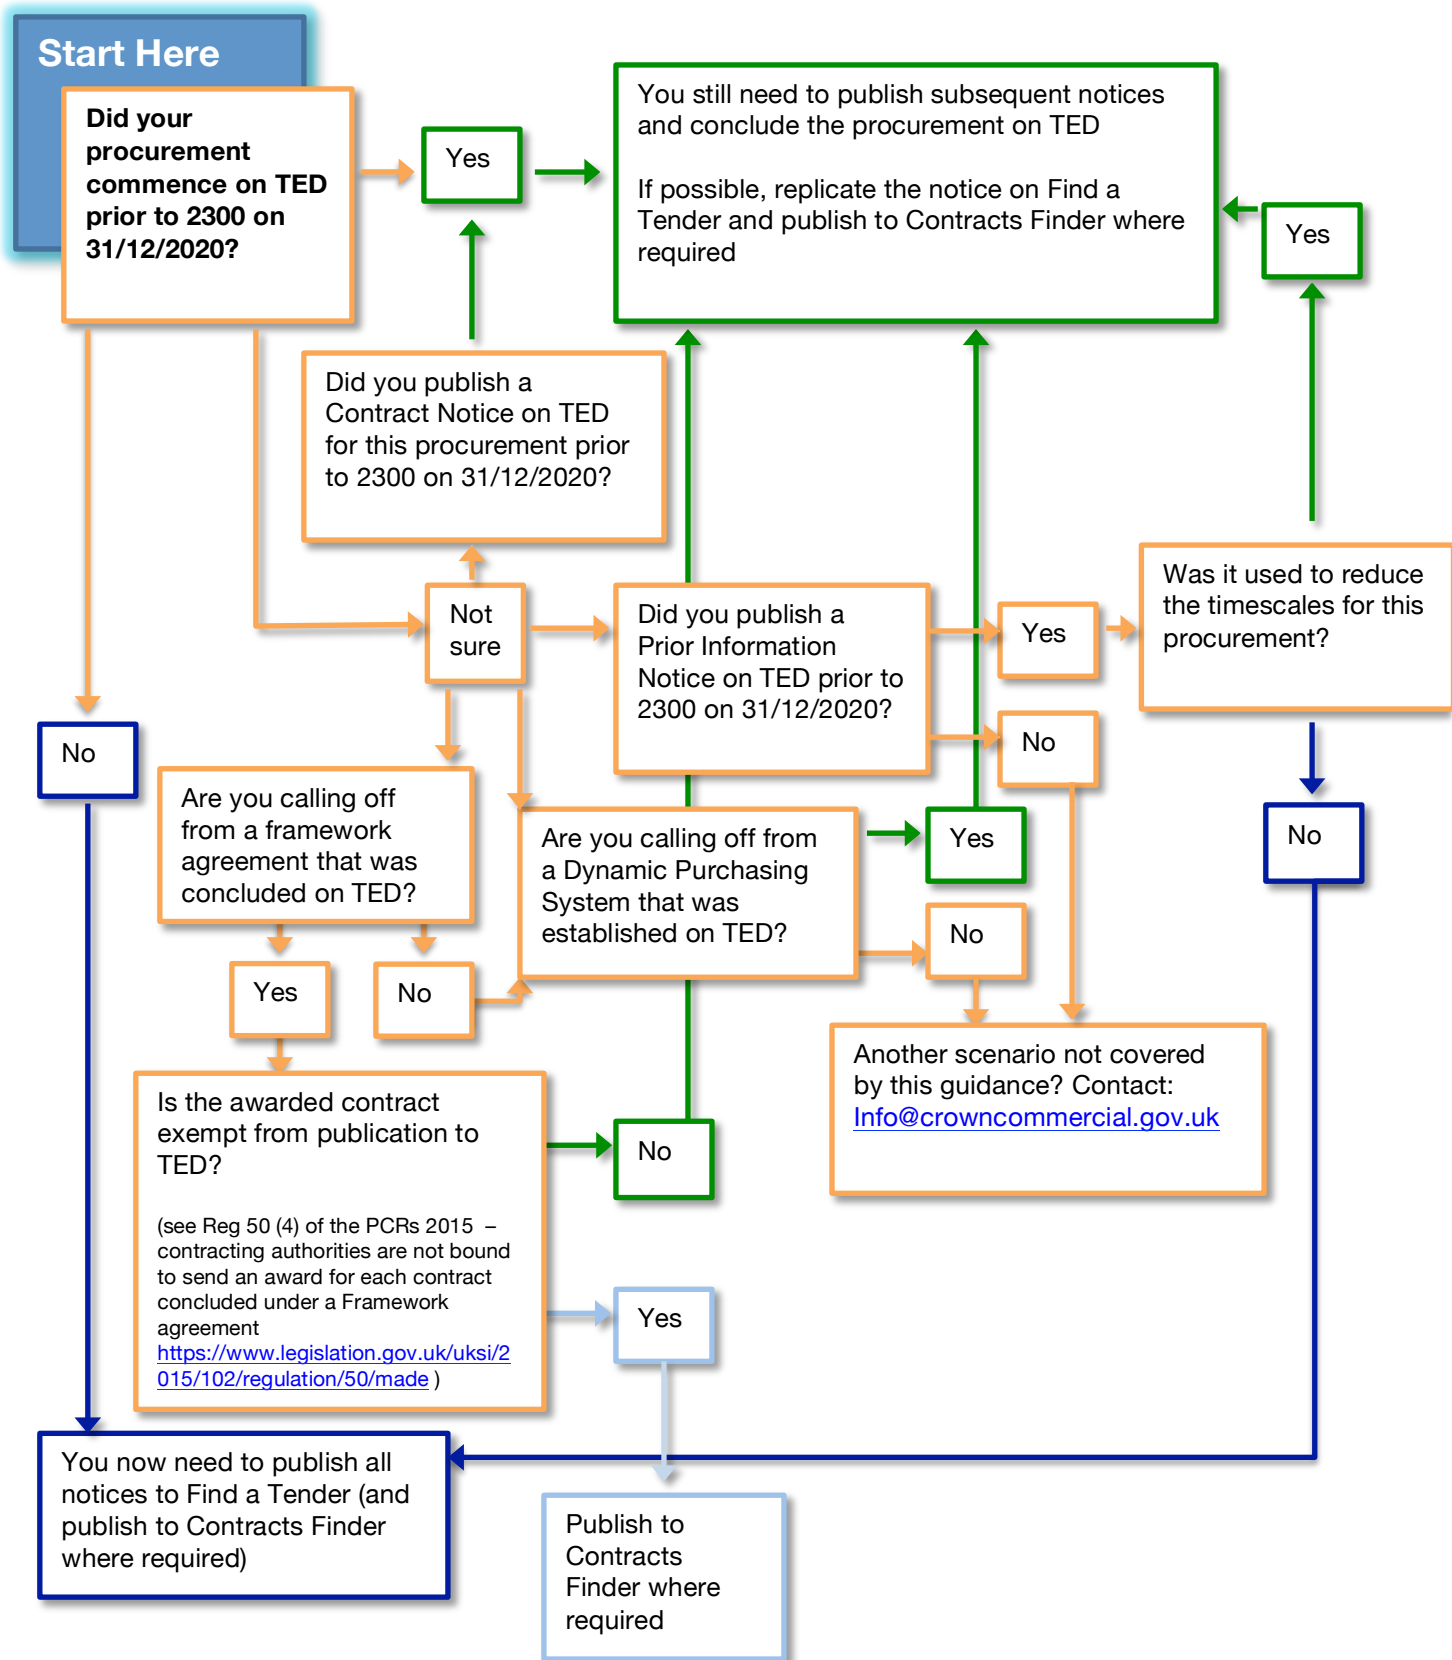 Start Here
Did your
procurement
commence on TED
prior to 2300 on
31/12/2020?
Yes
You still need to publish subsequent notices
and conclude the procurement on TED
If possible, replicate the notice on Find a
Tender and publish to Contracts Finder where
required
Yes
Did you publish a
Contract Notice on TED
for this procurement prior
to 2300 on 31/12/2020?
Not
sure
Did you publish a
Prior Information
Notice on TED prior to
2300 on 31/12/2020?
Yes
Was it used to reduce
the timescales for this
procurement?
No
No
No
Are you calling off
from a framework
agreement that was
concluded on TED?
Are you calling off from
a Dynamic Purchasing
System that was
established on TED?
Yes
No
Yes
No
Another scenario not covered
by this guidance? Contact:
Info@crowncommercial.gov.uk
Is the awarded contract
exempt from publication to
TED?
(see Reg 50 (4) of the PCRs 2015 –
contracting authorities are not bound
to send an award for each contract
concluded under a Framework
agreement
https://www.legislation.gov.uk/uksi/2
015/102/regulation/50/made )
No
Yes
You now need to publish all
notices to Find a Tender (and
publish to Contracts Finder
where required)
Publish to
Contracts
Finder where
required